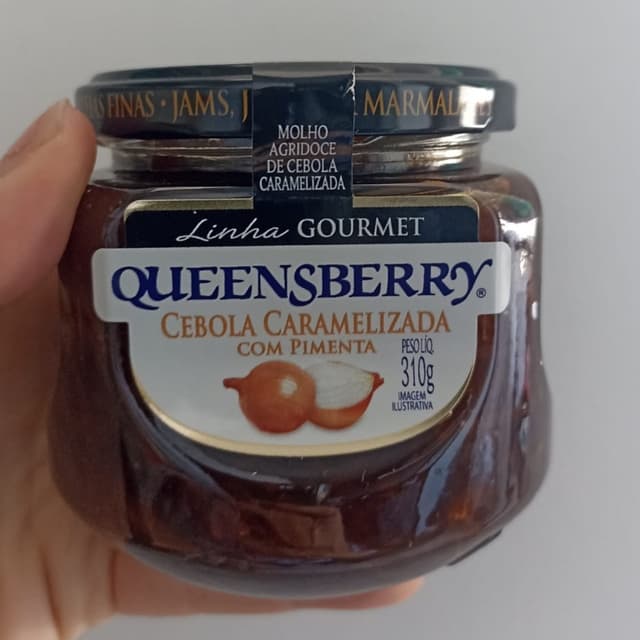 FINAS • JAMS, J
MARMAL
MOLHO
AGRIDOCE
DE CEBOLA
CARAMELIZADA
Linha GOURMET
QUEENSBERRY®
CEBOLA CARAMELIZADA
COM PIMENTA
PESO LÍQ.
310g
IMAGEM
ILUSTRATIVA